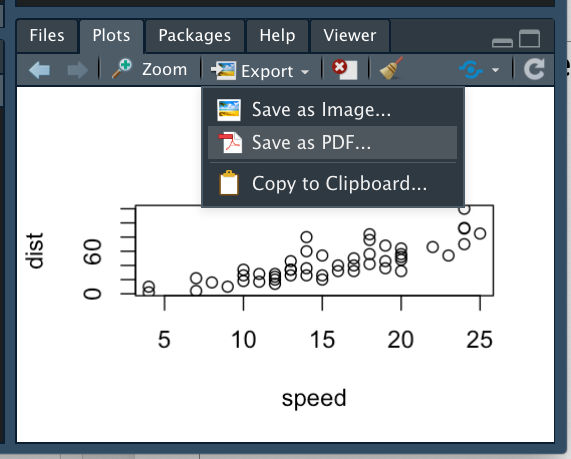 Files Plots Packages Help Viewer
Zoom Export
Save as Image...
Save as PDF...
Copy to Clipboard...
dist
60
0
5 10 15 20 25
speed